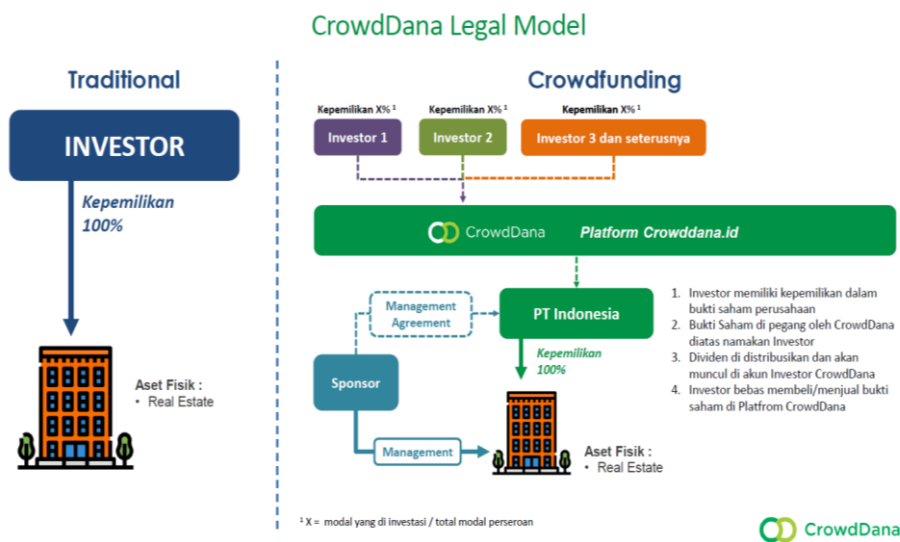 CrowdDana Legal Model
Traditional
INVESTOR
Kepemilikan
100%
Aset Fisik :
• Real Estate
Crowdfunding
Kepemilikan X% ¹
Kepemilikan X% ¹
Kepemilikan X% ¹
Investor 1
Investor 2
Investor 3 dan seterusnya
CrowdDana
Platform Crowddana.id
Management
Agreement
PT Indonesia
Kepemilikan
100%
Sponsor
Management
Aset Fisik :
• Real Estate
1. Investor memiliki kepemilikan dalam
bukti saham perusahaan
2. Bukti Saham di pegang oleh CrowdDana
diatas namakan Investor
3. Dividen di distribusikan dan akan
muncul di akun Investor CrowdDana
4. Investor bebas membeli/menjual bukti
saham di Platfrom CrowdDana
¹ X = modal yang di investasi / total modal perseroan
CrowdDana